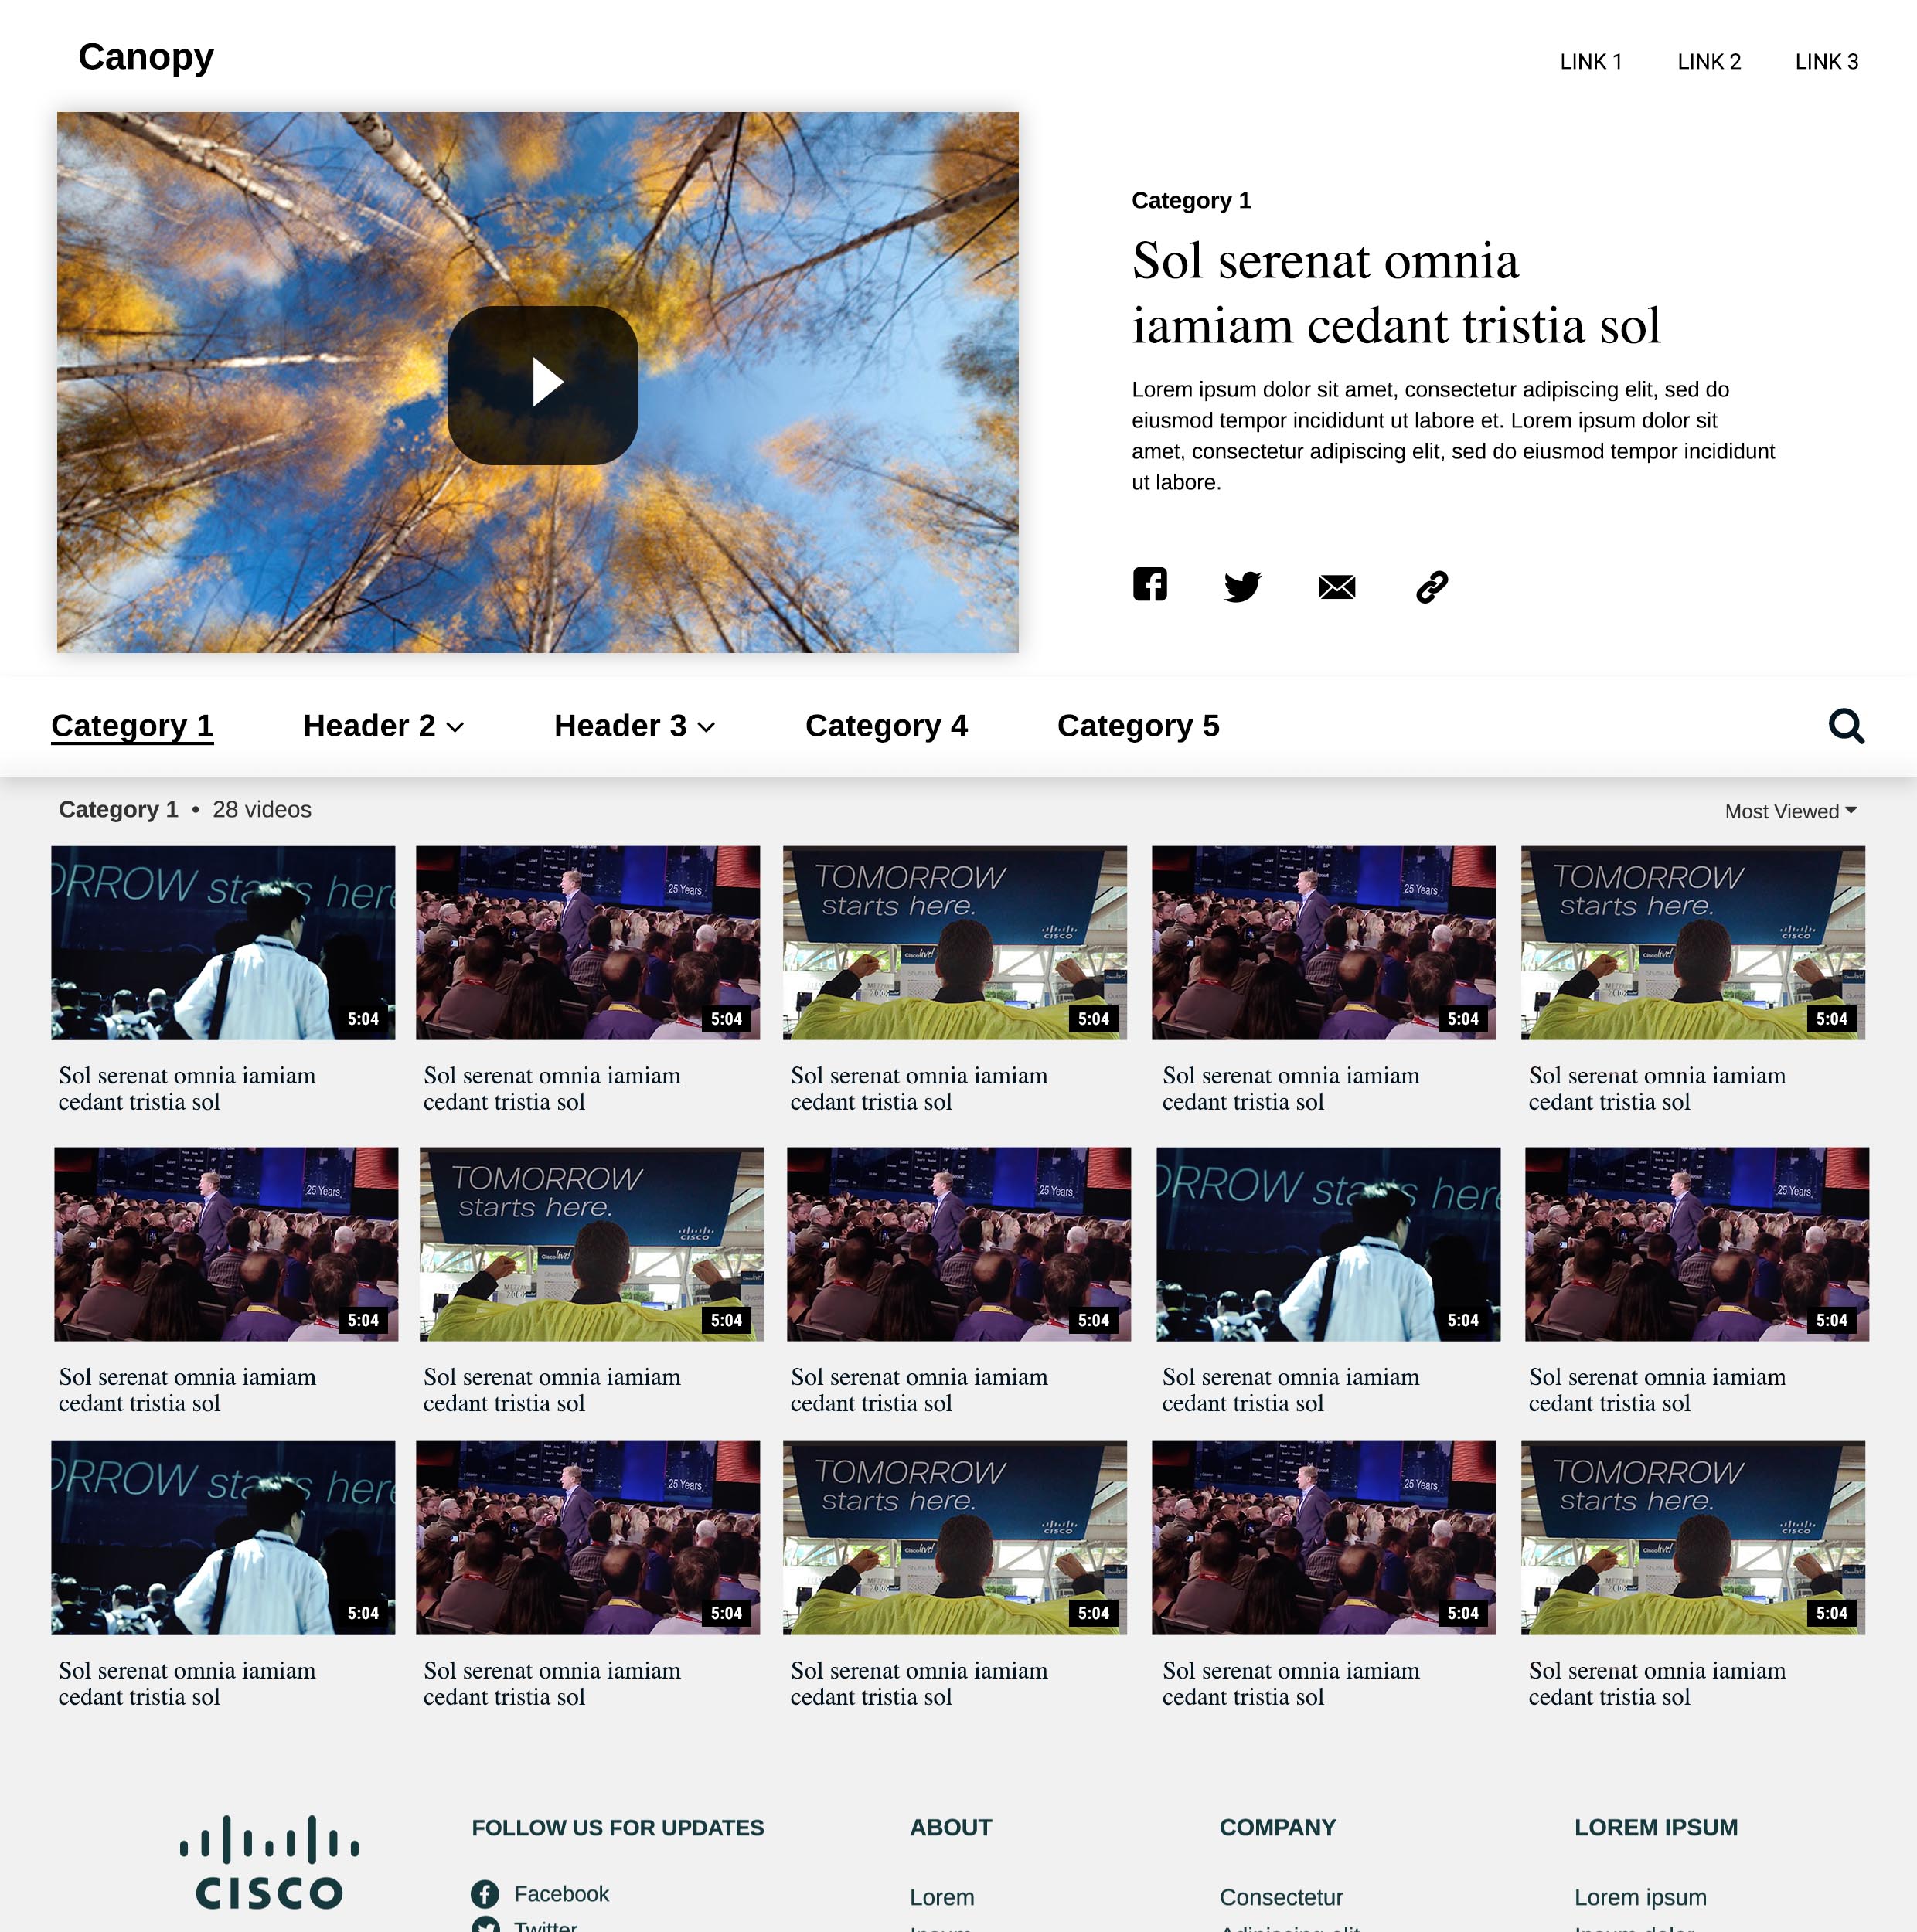 Canopy
LINK 1 LINK 2 LINK 3
Category 1
Sol serenat omnia
iamiam cedant tristia sol
Lorem ipsum dolor sit amet, consectetur adipiscing elit, sed do
eiusmod tempor incididunt ut labore et. Lorem ipsum dolor sit
amet, consectetur adipiscing elit, sed do eiusmod tempor incididunt
ut labore.
Category 1 Header 2 Header 3 Category 4 Category 5
Category 1 • 28 videos
Most Viewed
ORROW starts here
25 Years
TOMORROW
starts here.
CISCO
25 Years
TOMORROW
starts here.
CISCO
5:04 5:04 5:04 5:04 5:04
Sol serenat omnia iamiam
cedant tristia sol
Sol serenat omnia iamiam
cedant tristia sol
Sol serenat omnia iamiam
cedant tristia sol
Sol serenat omnia iamiam
cedant tristia sol
Sol serenat omnia iamiam
cedant tristia sol
25 Years
TOMORROW
starts here.
CISCO
25 Years
ORROW starts here
25 Years
5:04 5:04 5:04 5:04 5:04
Sol serenat omnia iamiam
cedant tristia sol
Sol serenat omnia iamiam
cedant tristia sol
Sol serenat omnia iamiam
cedant tristia sol
Sol serenat omnia iamiam
cedant tristia sol
Sol serenat omnia iamiam
cedant tristia sol
ORROW starts here
25 Years
TOMORROW
starts here.
CISCO
25 Years
TOMORROW
starts here.
CISCO
5:04 5:04 5:04 5:04 5:04
Sol serenat omnia iamiam
cedant tristia sol
Sol serenat omnia iamiam
cedant tristia sol
Sol serenat omnia iamiam
cedant tristia sol
Sol serenat omnia iamiam
cedant tristia sol
Sol serenat omnia iamiam
cedant tristia sol
CISCO
FOLLOW US FOR UPDATES
Facebook
Twitter
ABOUT
Lorem
Ipsum
COMPANY
Consectetur
Adipiscing elit
LOREM IPSUM
Lorem ipsum
Ipsum dolor